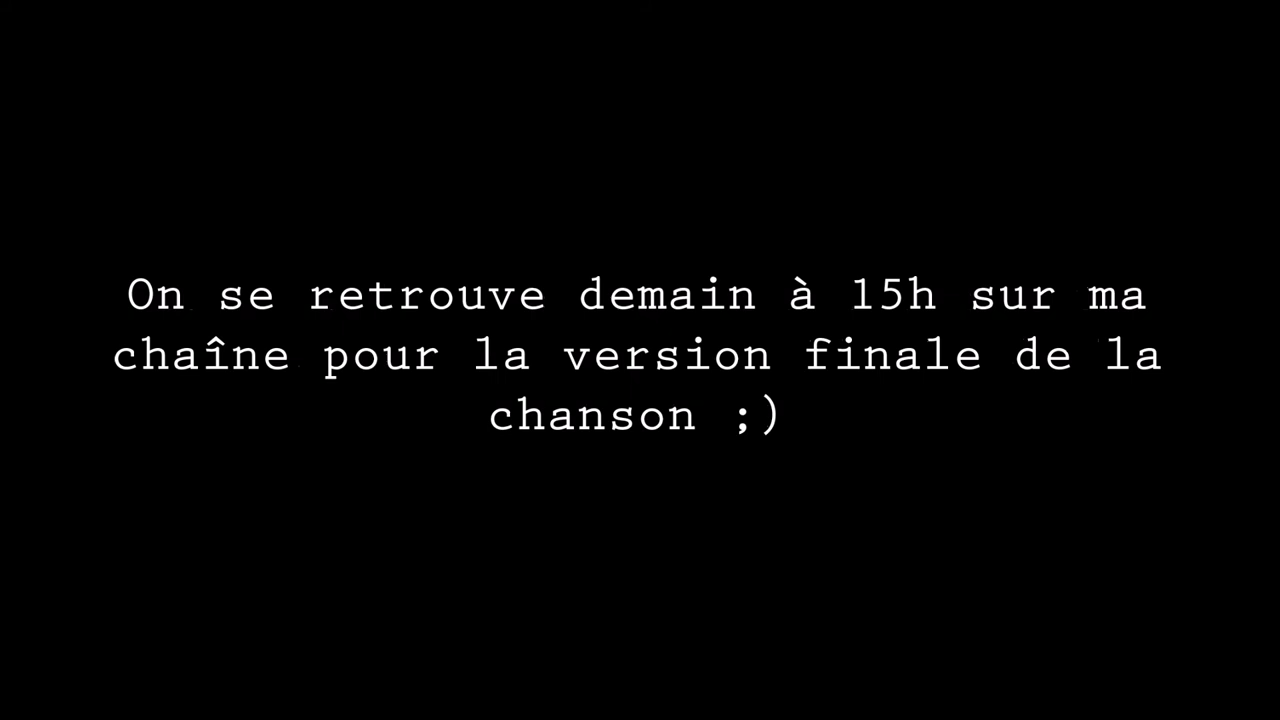 On se retrouve demain à 15h sur ma
chaîne pour la version finale de la
chanson ;)